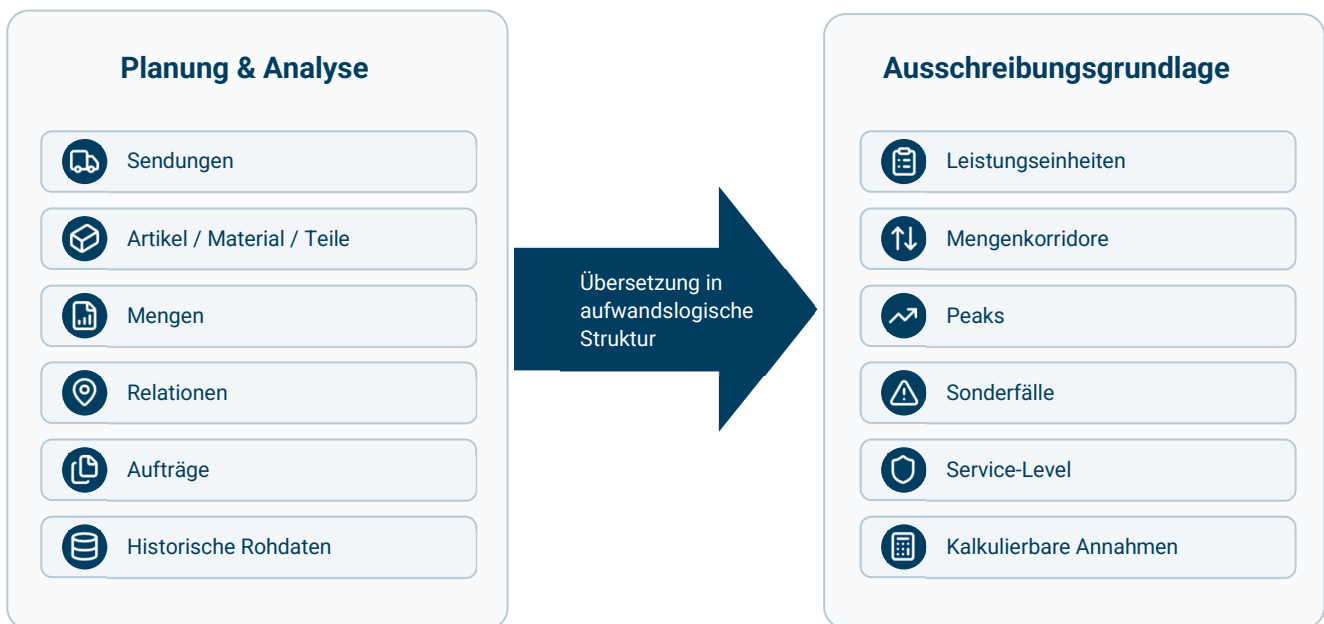 Planung & Analyse
Sendungen
Artikel / Material / Teile
Mengen
Relationen
Aufträge
Historische Rohdaten
Übersetzung in
aufwandslogische
Struktur
Ausschreibungsgrundlage
Leistungseinheiten
Mengenkorridore
Peaks
Sonderfälle
Service-Level
Kalkulierbare Annahmen